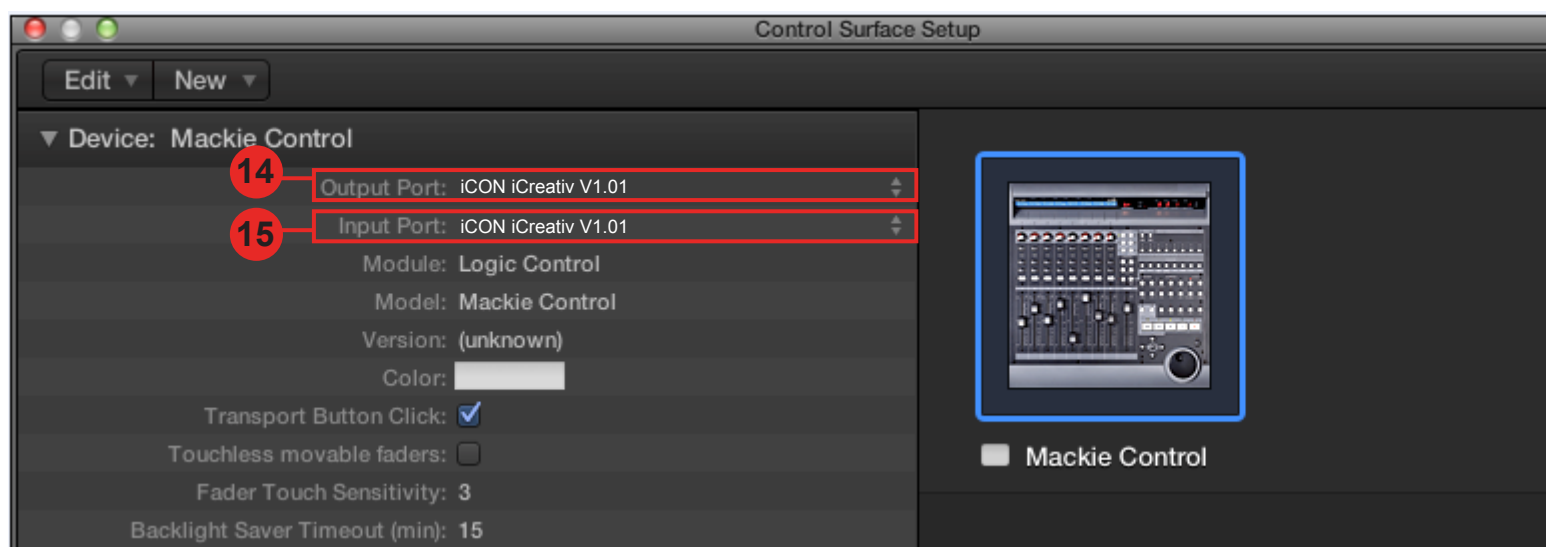 Control Surface Setup
Edit New
Device: Mackie Control
14 Output Port: iCON iCreativ V1.01
15 Input Port: iCON iCreativ V1.01
Module: Logic Control
Model: Mackie Control
Version: (unknown)
Color:
Transport Button Click:
Touchless movable faders:
Fader Touch Sensitivity: 3
Backlight Saver Timeout (min): 15
Mackie Control